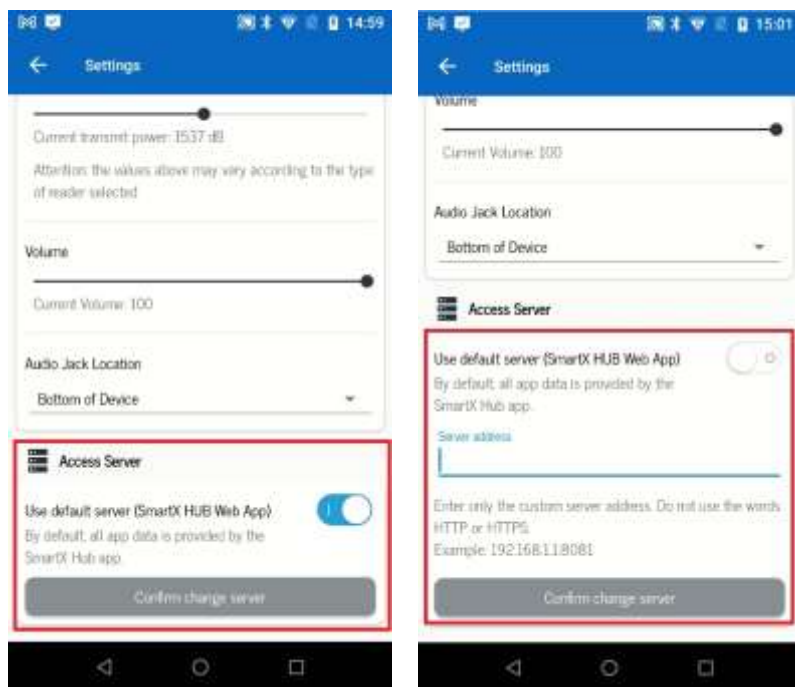 14:59
Settings
Current transmit power: 1537 dB
Attention: the values above may vary according to the type
of reader selected
Volume
Current Volume: 100
Audio Jack Location
Bottom of Device
Access Server
Use default server (SmartX HUB Web App)
By default, all app data is provided by the
SmartX Hub app
Confirm change server
15:01
Settings
Volume
Current Volume: 100
Audio Jack Location
Bottom of Device
Access Server
Use default server (SmartX HUB Web App)
By default, all app data is provided by the
SmartX Hub app
Server address
Enter only the custom server address. Do not use the words
HTTP or HTTPS
Example: 192.168.1.1:8081
Confirm change server